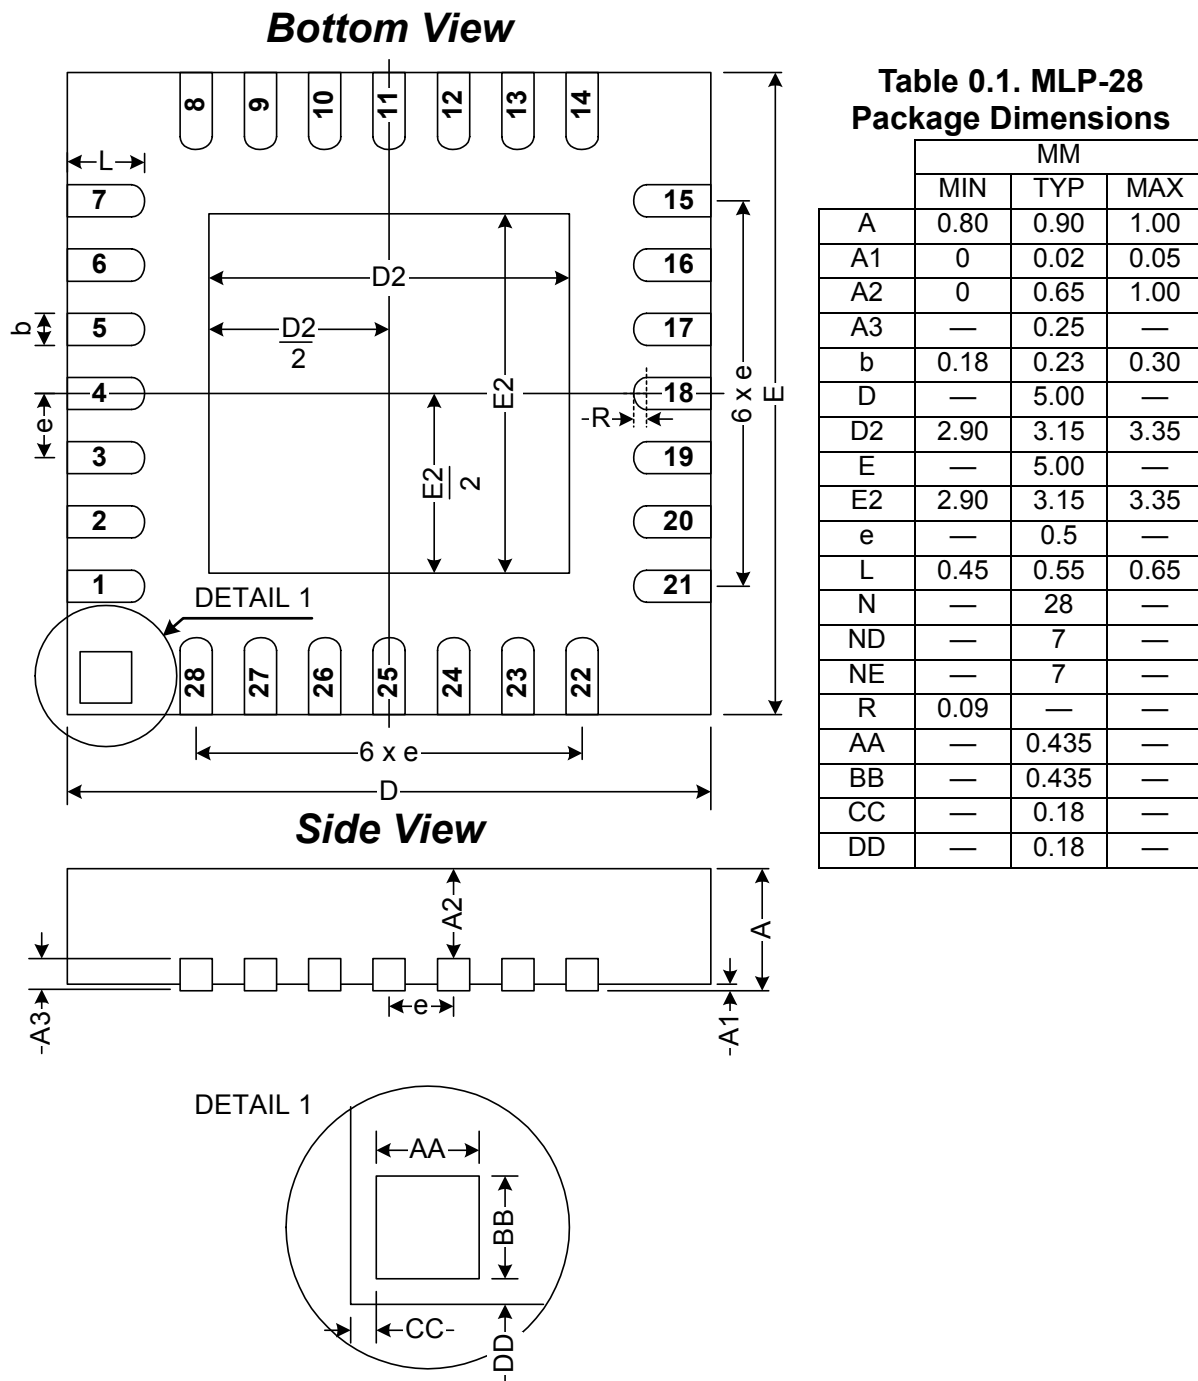 Bottom View
8 9 10 11 12 13 14
L
7
6
5
4
3
2
1
b
e
D2
D2
2
E2
E2
2
R
15
16
17
18
19
20
21
6 x e
E
DETAIL 1
28 27 26 25 24 23 22
6 x e
D
Side View
A2
A
A3
e
A1
DETAIL 1
AA
BB
CC
DD
Table 0.1. MLP-28
Package Dimensions
MM
MIN TYP MAX
A 0.80 0.90 1.00
A1 0 0.02 0.05
A2 0 0.65 1.00
A3 — 0.25 —
b 0.18 0.23 0.30
D — 5.00 —
D2 2.90 3.15 3.35
E — 5.00 —
E2 2.90 3.15 3.35
e — 0.5 —
L 0.45 0.55 0.65
N — 28 —
ND — 7 —
NE — 7 —
R 0.09 — —
AA — 0.435 —
BB — 0.435 —
CC — 0.18 —
DD — 0.18 —